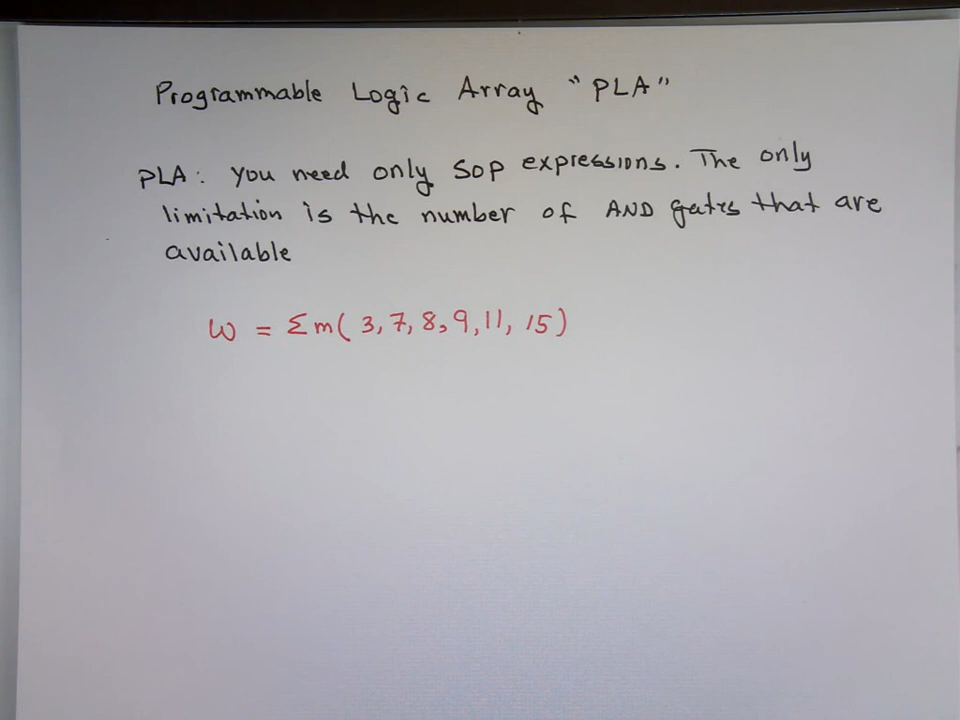 Programmable Logic Array "PLA"
PLA: you need only SOP expressions. The only
limitation is the number of AND gates that are
available
W = Σm( 3, 7, 8, 9, 11, 15)